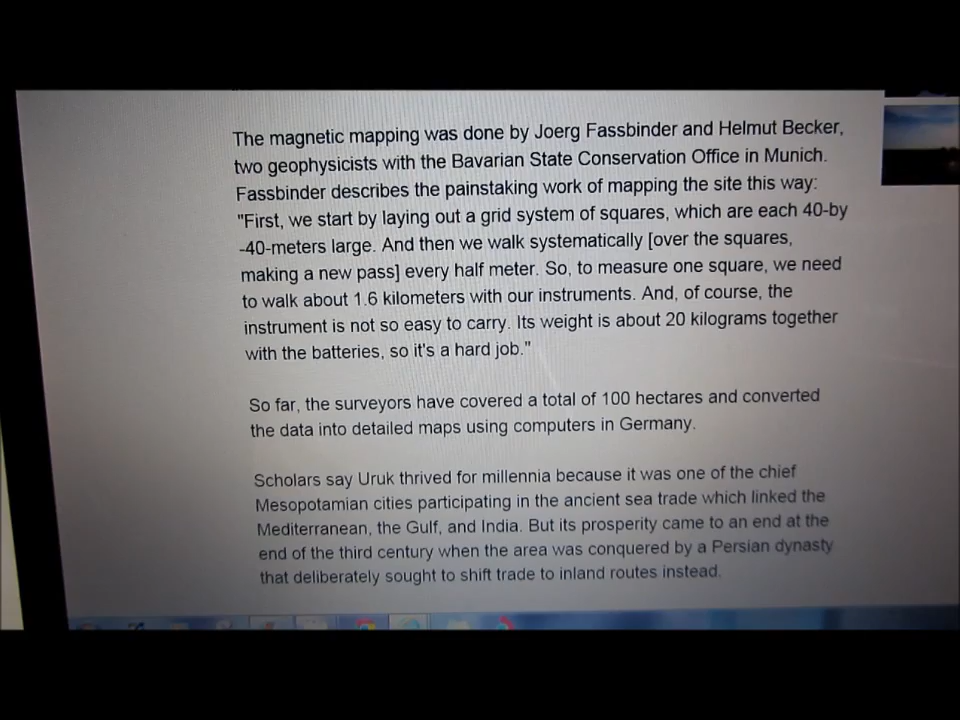 The magnetic mapping was done by Joerg Fassbinder and Helmut Becker,
two geophysicists with the Bavarian State Conservation Office in Munich.
Fassbinder describes the painstaking work of mapping the site this way:
"First, we start by laying out a grid system of squares, which are each 40-by
-40-meters large. And then we walk systematically [over the squares,
making a new pass] every half meter. So, to measure one square, we need
to walk about 1.6 kilometers with our instruments. And, of course, the
instrument is not so easy to carry. Its weight is about 20 kilograms together
with the batteries, so it's a hard job."
So far, the surveyors have covered a total of 100 hectares and converted
the data into detailed maps using computers in Germany.
Scholars say Uruk thrived for millennia because it was one of the chief
Mesopotamian cities participating in the ancient sea trade which linked the
Mediterranean, the Gulf, and India. But its prosperity came to an end at the
end of the third century when the area was conquered by a Persian dynasty
that deliberately sought to shift trade to inland routes instead.